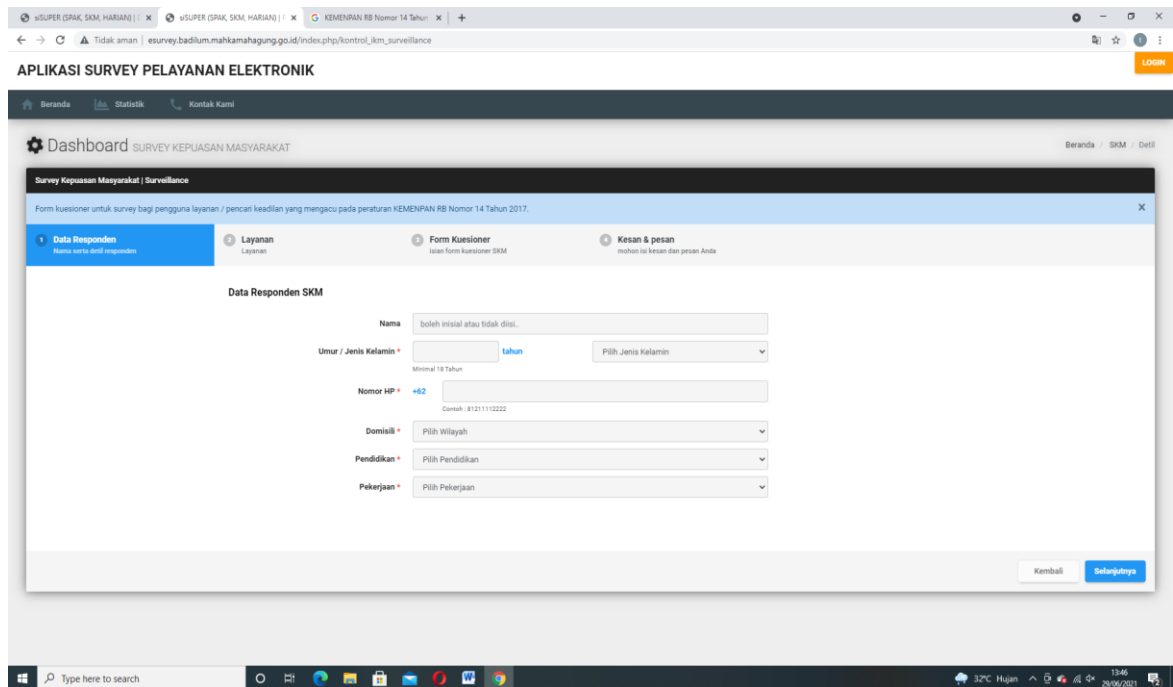 siSUPER (SPAK, SKM, HARIAN) |
siSUPER (SPAK, SKM, HARIAN) |
KEMENPAN RB Nomor 14 Tahun
Tidak aman | esurvey.badilum.mahkamahagung.go.id/index.php/kontrol_ikm_surveillance
APLIKASI SURVEY PELAYANAN ELEKTRONIK
LOGIN
Beranda Statistik Kontak Kami
Dashboard SURVEY KEPUASAN MASYARAKAT
Beranda / SKM / Detil
Survey Kepuasan Masyarakat | Surveillance
Form kuesioner untuk survey bagi pengguna layanan / pencari keadilan yang mengacu pada peraturan KEMENPAN RB Nomor 14 Tahun 2017.
1 Data Responden
Nama serta detil responden
2 Layanan
Layanan
3 Form Kuesioner
isian form kuesioner SKM
4 Kesan & pesan
mohon isi kesan dan pesan Anda
Data Responden SKM
Nama boleh inisial atau tidak diisi..
Umur / Jenis Kelamin * tahun Pilih Jenis Kelamin
Minimal 18 Tahun
Nomor HP * +62
Contoh : 81211112222
Domisili * Pilih Wilayah
Pendidikan * Pilih Pendidikan
Pekerjaan * Pilih Pekerjaan
Kembali Selanjutnya
Type here to search
32°C Hujan
13:46
29/06/2021